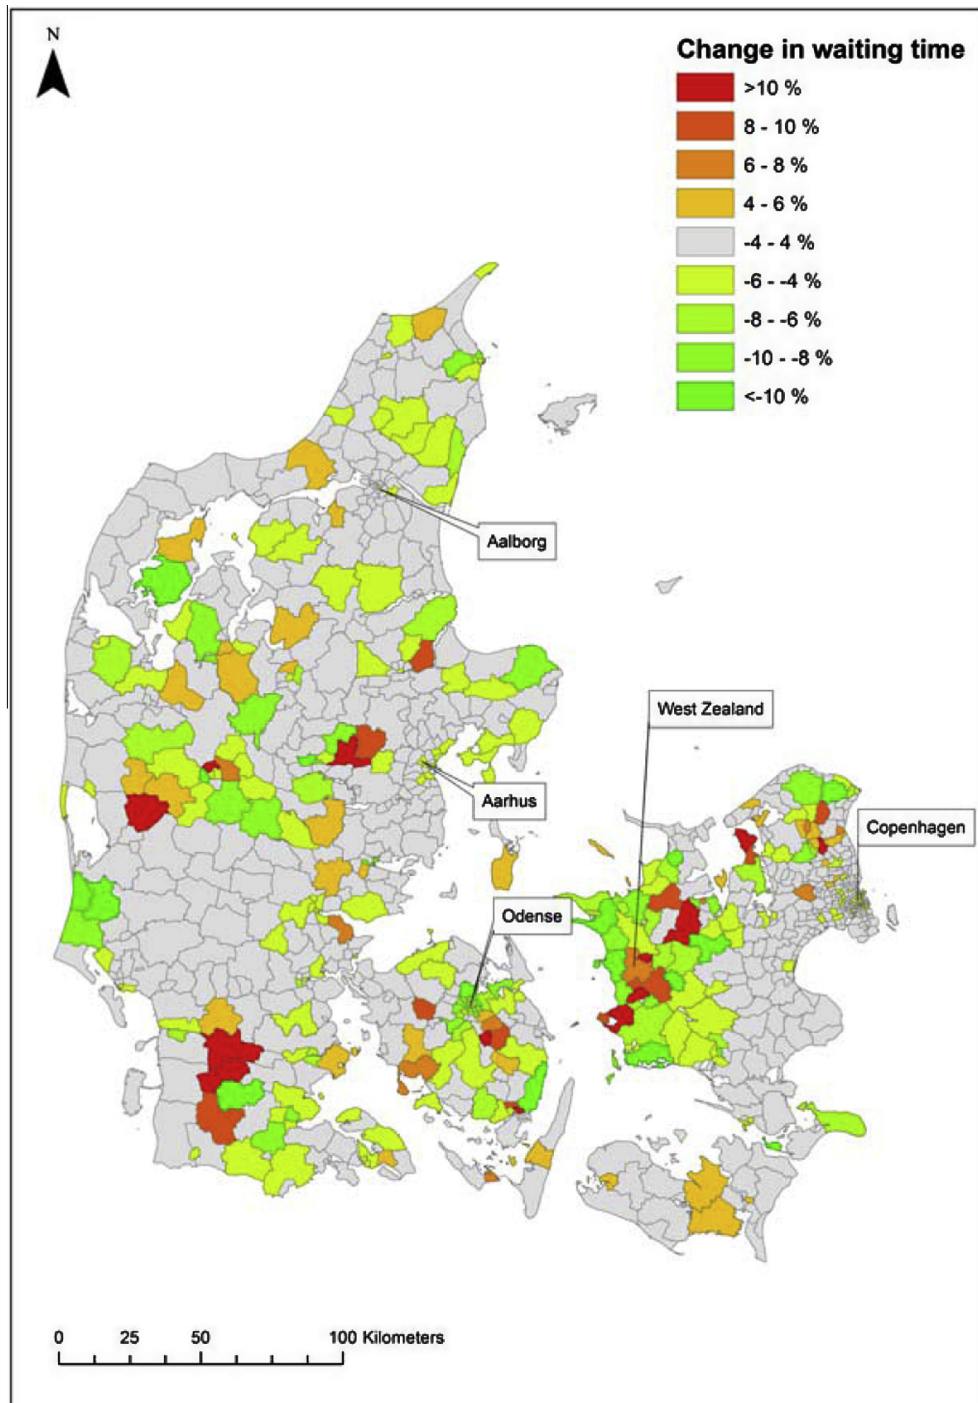 N
Change in waiting time
>10 %
8 - 10 %
6 - 8 %
4 - 6 %
-4 - 4 %
-6 - -4 %
-8 - -6 %
-10 - -8 %
<-10 %
Aalborg
West Zealand
Aarhus
Copenhagen
Odense
0 25 50 100 Kilometers